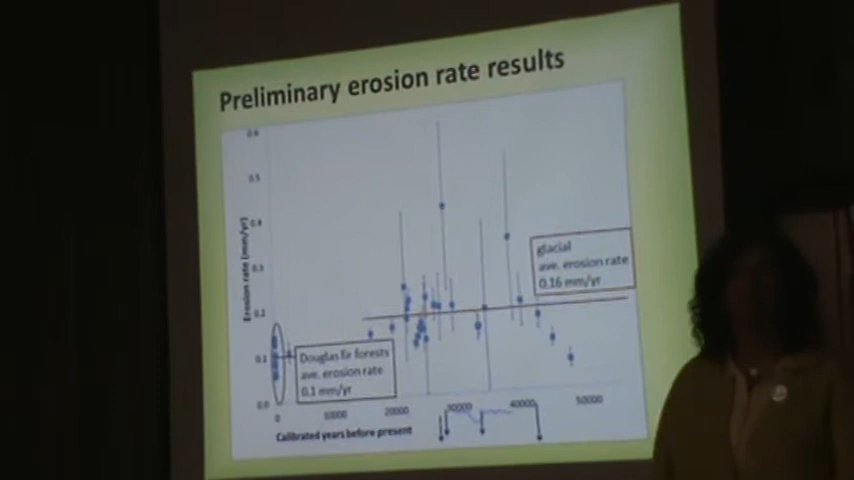 Preliminary erosion rate results
0.6
0.5
0.4
0.3
0.2
0.1
0.0
Erosion rate (mm/yr)
glacial
ave. erosion rate
0.16 mm/yr
Douglas fir forests
ave. erosion rate
0.1 mm/yr
0 10000 20000 30000 40000 50000
Calibrated years before present